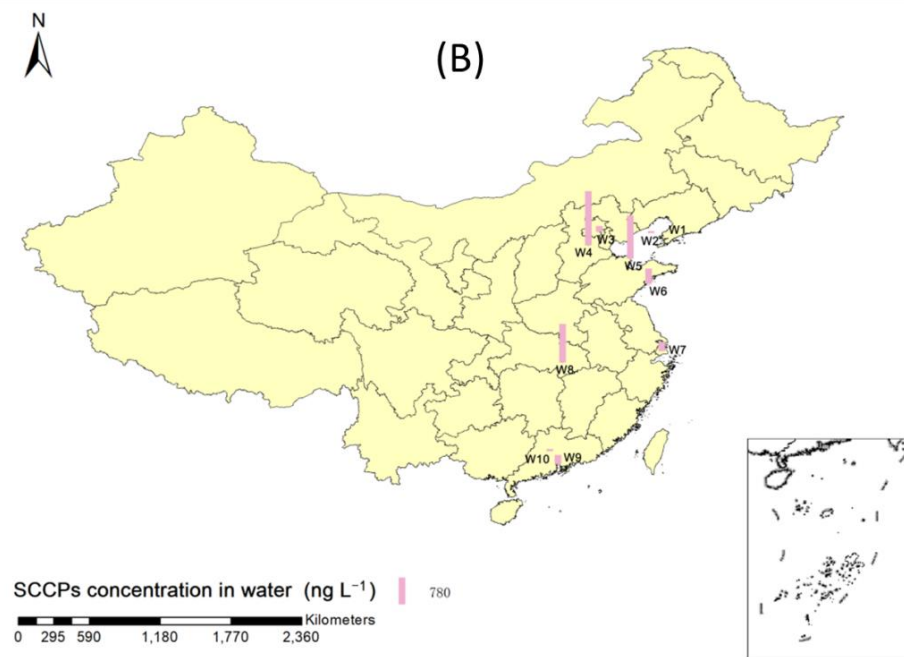 N
(B)
W1
W2
W3
W4
W5
W6
W7
W8
W10 W9
SCCPs concentration in water (ng L⁻¹) 780
Kilometers
0 295 590 1,180 1,770 2,360